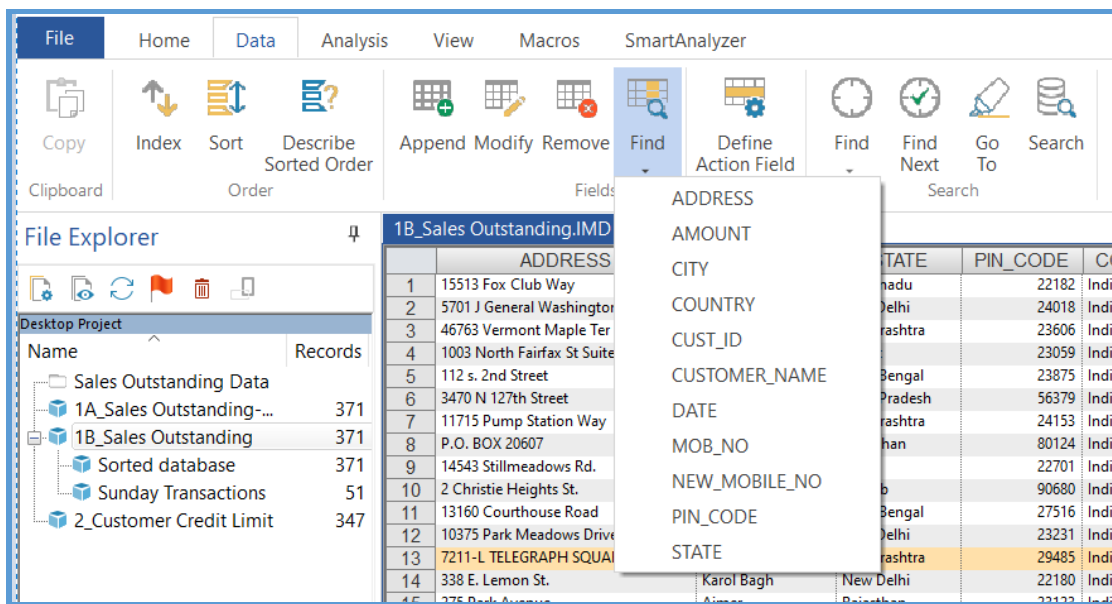 File Home Data Analysis View Macros SmartAnalyzer
Copy Index Sort Describe Sorted Order Append Modify Remove Find Define Action Field Find Find Next Go To Search
Clipboard Order Fields Search
File Explorer
Desktop Project
Name Records
Sales Outstanding Data
1A_Sales Outstanding-... 371
1B_Sales Outstanding 371
Sorted database 371
Sunday Transactions 51
2_Customer Credit Limit 347
1B_Sales Outstanding.IMD
ADDRESS
AMOUNT
CITY
COUNTRY
CUST_ID
CUSTOMER_NAME
DATE
MOB_NO
NEW_MOBILE_NO
PIN_CODE
STATE
ADDRESS PIN_CODE
1 15513 Fox Club Way 22182
2 5701 J General Washington 24018
3 46763 Vermont Maple Ter 23606
4 1003 North Fairfax St Suite 23059
5 112 s. 2nd Street Bengal 23875
6 3470 N 127th Street Pradesh 56379
7 11715 Pump Station Way 24153
8 P.O. BOX 20607 80124
9 14543 Stillmeadows Rd. 22701
10 2 Christie Heights St. 90680
11 13160 Courthouse Road Bengal 27516
12 10375 Park Meadows Drive Delhi 23231
13 7211-L TELEGRAPH 29485
14 338 E. Lemon St. Karol Bagh New Delhi 22180